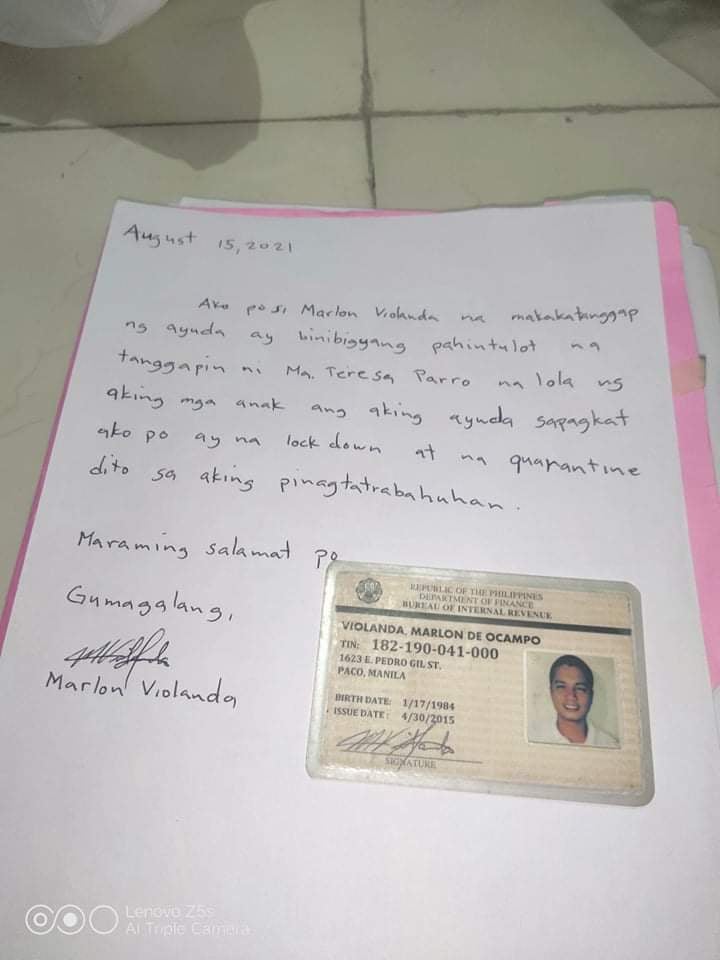 August 15, 2021
Ako po si Marlon Violanda na makakatanggap
ng ayuda ay binibigyang pahintulot na
tanggapin ni Ma. Teresa Parro na lola ng
aking mga anak ang aking ayuda sapagkat
ako po ay na lock down at na quarantine
dito sa aking pinagtatrabahuhan.
Maraming salamat po
Gumagalang,
Marlon Violanda
REPUBLIC OF THE PHILIPPINES
DEPARTMENT OF FINANCE
BUREAU OF INTERNAL REVENUE
VIOLANDA, MARLON DE OCAMPO
TIN: 182-190-041-000
1623 E. PEDRO GIL ST.
PACO, MANILA
BIRTH DATE: 1/17/1984
ISSUE DATE: 4/30/2015
SIGNATURE
Lenovo Z5s
AI Triple Camera